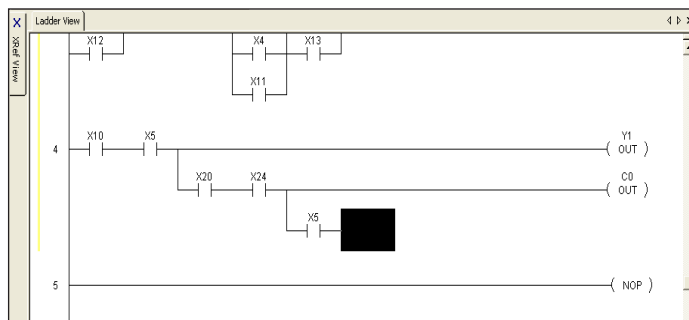 X
Ladder View
XRef View
X12
X4
X13
X11
4
X10
X5
Y1
OUT
X20
X24
C0
OUT
X5
5
NOP